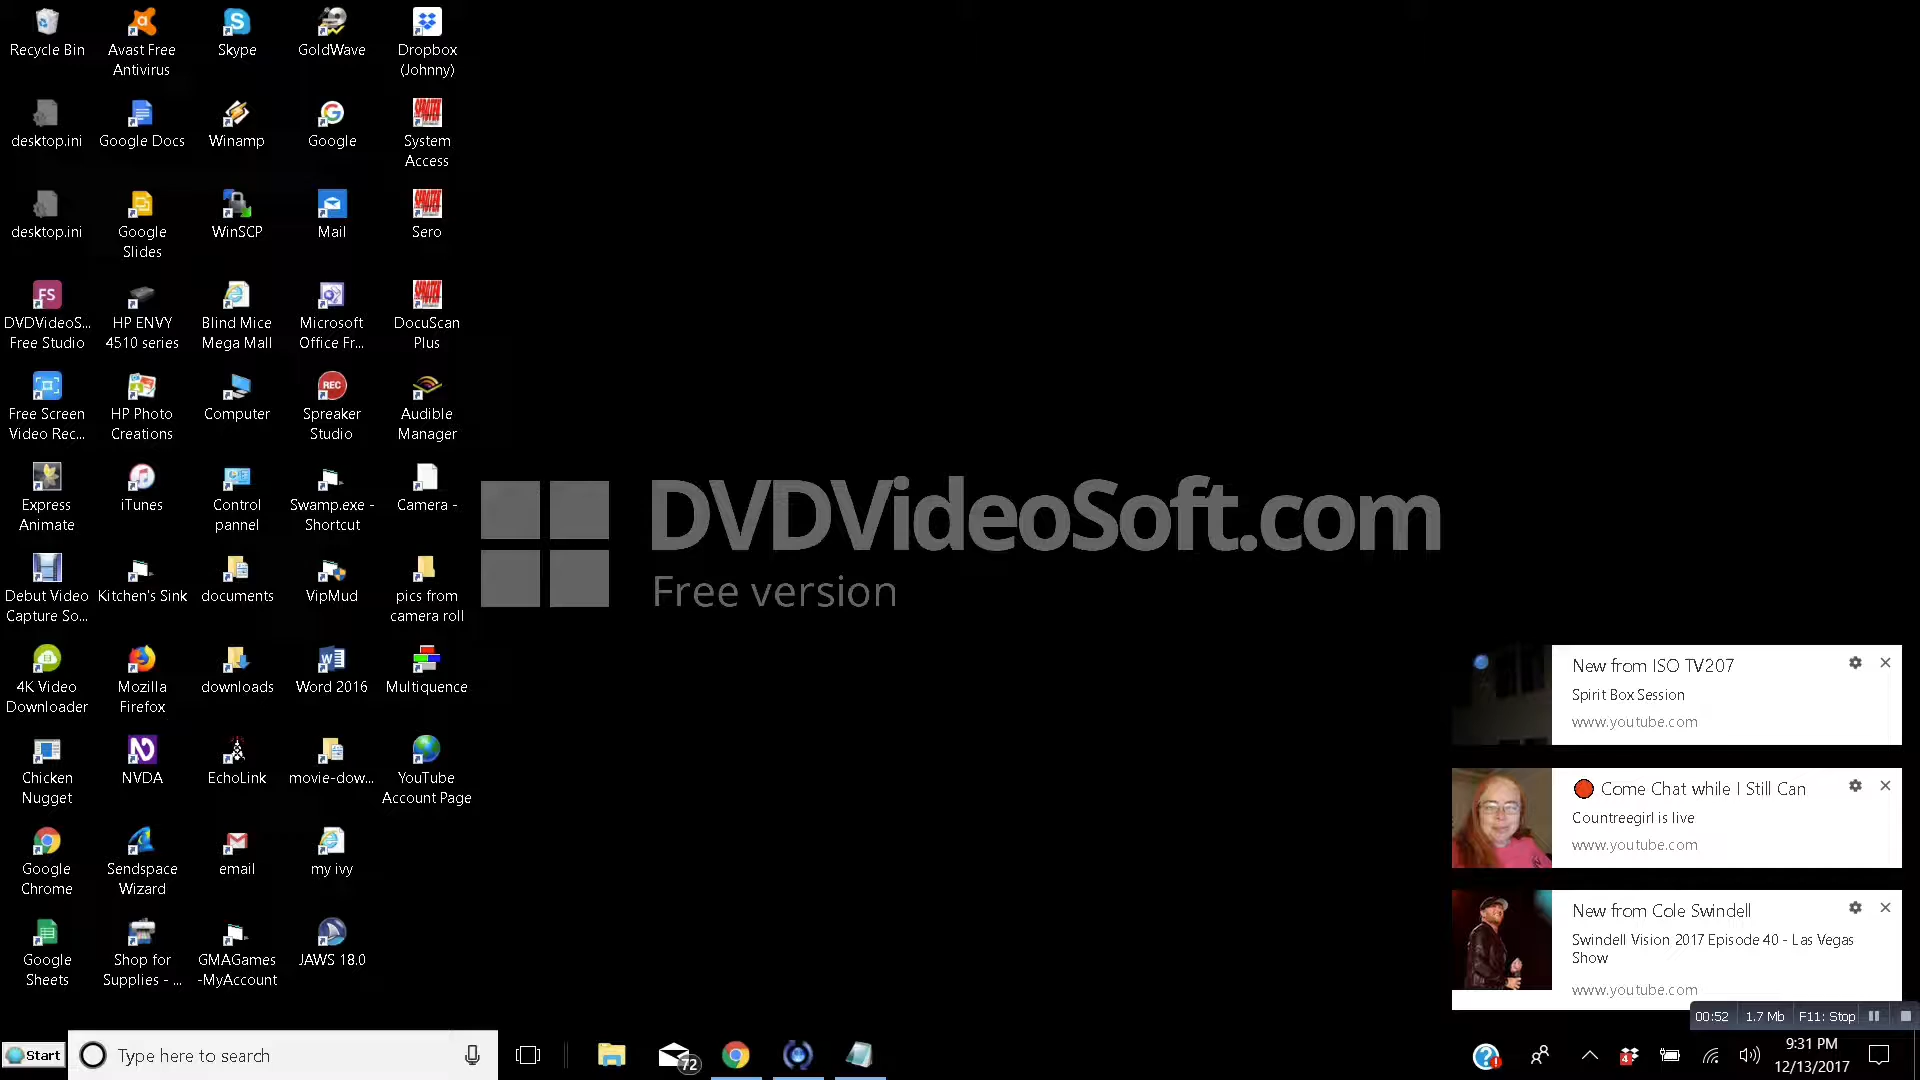 Recycle Bin
Avast Free
Antivirus
Skype
GoldWave
Dropbox
(Johnny)
desktop.ini
Google Docs
Winamp
Google
System
Access
desktop.ini
Google
Slides
WinSCP
Mail
Sero
FS
DVDVideoS...
Free Studio
HP ENVY
4510 series
Blind Mice
Mega Mall
Microsoft
Office Fr...
DocuScan
Plus
Free Screen
Video Rec...
HP Photo
Creations
Computer
REC
Spreaker
Studio
Audible
Manager
Express
Animate
iTunes
Control
pannel
Swamp.exe -
Shortcut
Camera -
DVDVideoSoft.com
Free version
Debut Video
Capture So...
Kitchen's Sink
documents
VipMud
pics from
camera roll
4K Video
Downloader
Mozilla
Firefox
downloads
Word 2016
Multiquence
Chicken
Nugget
NVDA
EchoLink
movie-dow...
YouTube
Account Page
Google
Chrome
Sendspace
Wizard
email
my ivy
Google
Sheets
Shop for
Supplies - ...
GMAGames
-MyAccount
JAWS 18.0
New from ISO TV207
Spirit Box Session
www.youtube.com
Come Chat while I Still Can
Countreegirl is live
www.youtube.com
New from Cole Swindell
Swindell Vision 2017 Episode 40 - Las Vegas
Show
www.youtube.com
00:52 1.7 Mb F11: Stop
Start
Type here to search
72
4
9:31 PM
12/13/2017